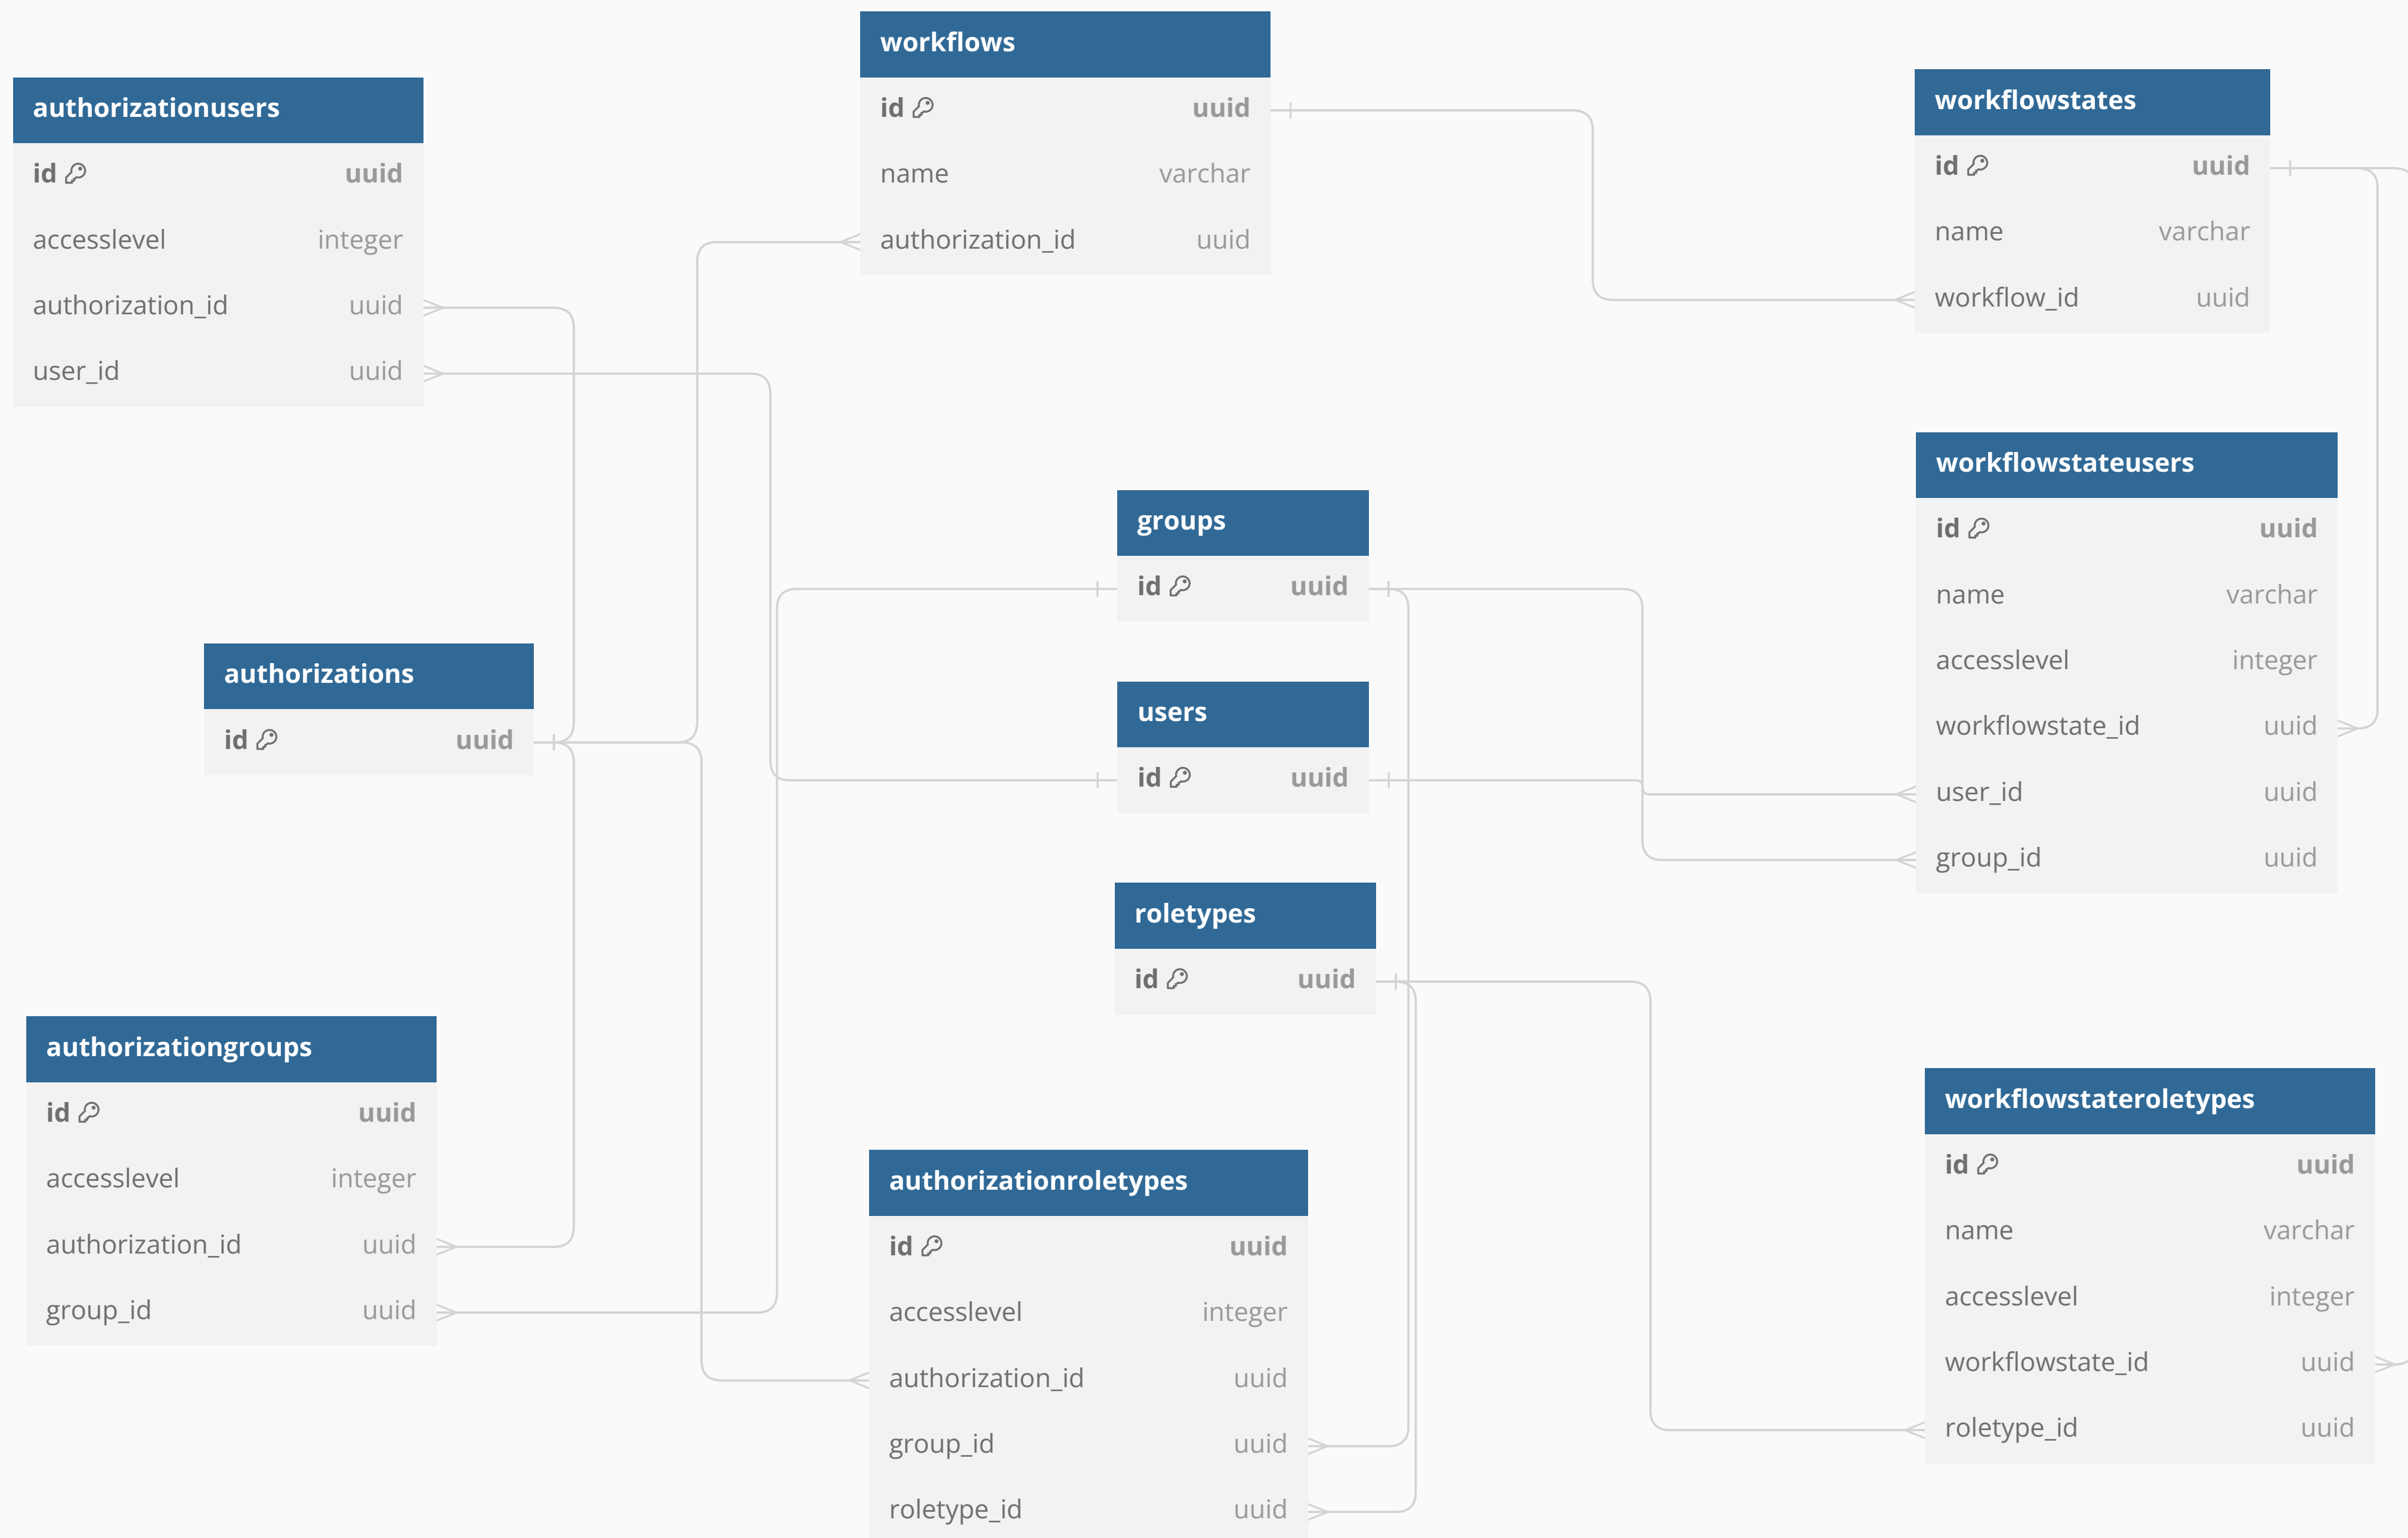 workflows
id uuid
name varchar
authorization_id uuid
authorizationusers
id uuid
accesslevel integer
authorization_id uuid
user_id uuid
workflowstates
id uuid
name varchar
workflow_id uuid
workflowstateusers
id uuid
name varchar
accesslevel integer
workflowstate_id uuid
user_id uuid
group_id uuid
groups
id uuid
authorizations
id uuid
users
id uuid
roletypes
id uuid
authorizationgroups
id uuid
accesslevel integer
authorization_id uuid
group_id uuid
authorizationroletypes
id uuid
accesslevel integer
authorization_id uuid
group_id uuid
roletype_id uuid
workflowstateroletypes
id uuid
name varchar
accesslevel integer
workflowstate_id uuid
roletype_id uuid